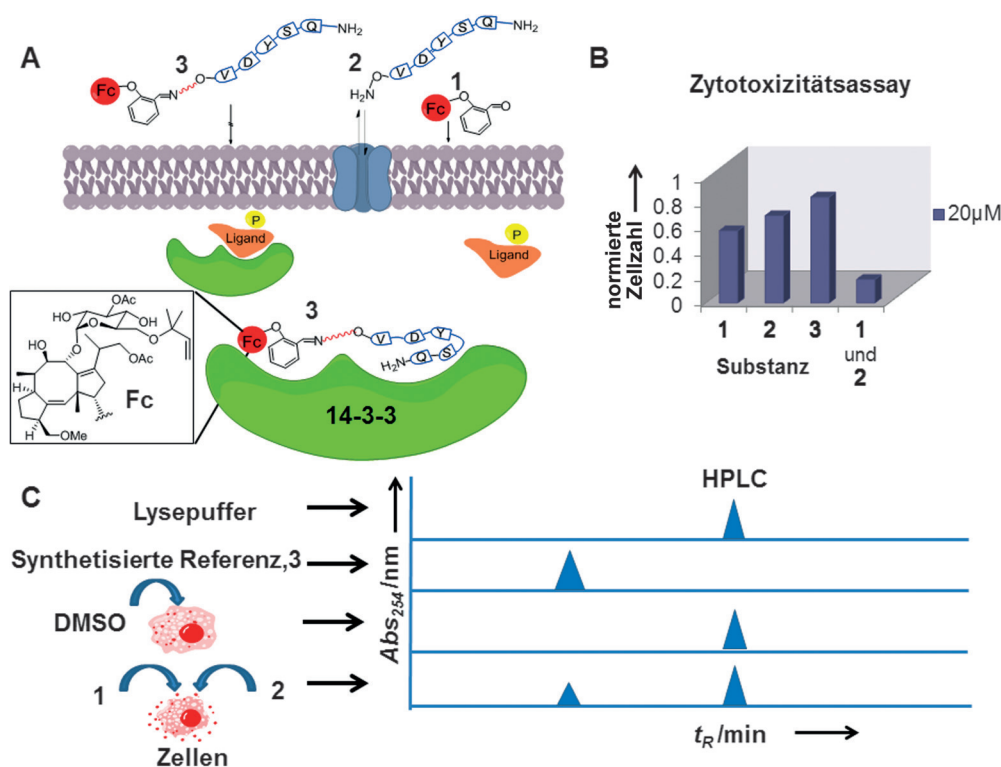 A
3
Fc
O
N
O
V
D
Y
S
Q
NH2
2
H2N
O
V
D
Y
S
Q
NH2
1
Fc
O
O
P
Ligand
P
Ligand
3
Fc
O
N
O
V
D
Y
S
Q
H2N
14-3-3
OAc
HO
OH
O
O
O
HO
OAc
H
H
OMe
Fc
B
Zytotoxizitätsassay
normierte
Zellzahl
1
0.8
0.6
0.4
0.2
0
20µM
1 2 3 1
und
2
Substanz
C
HPLC
Lysepuffer
Synthetisierte Referenz,3
DMSO
1 2
Zellen
Abs254/nm
tR/min